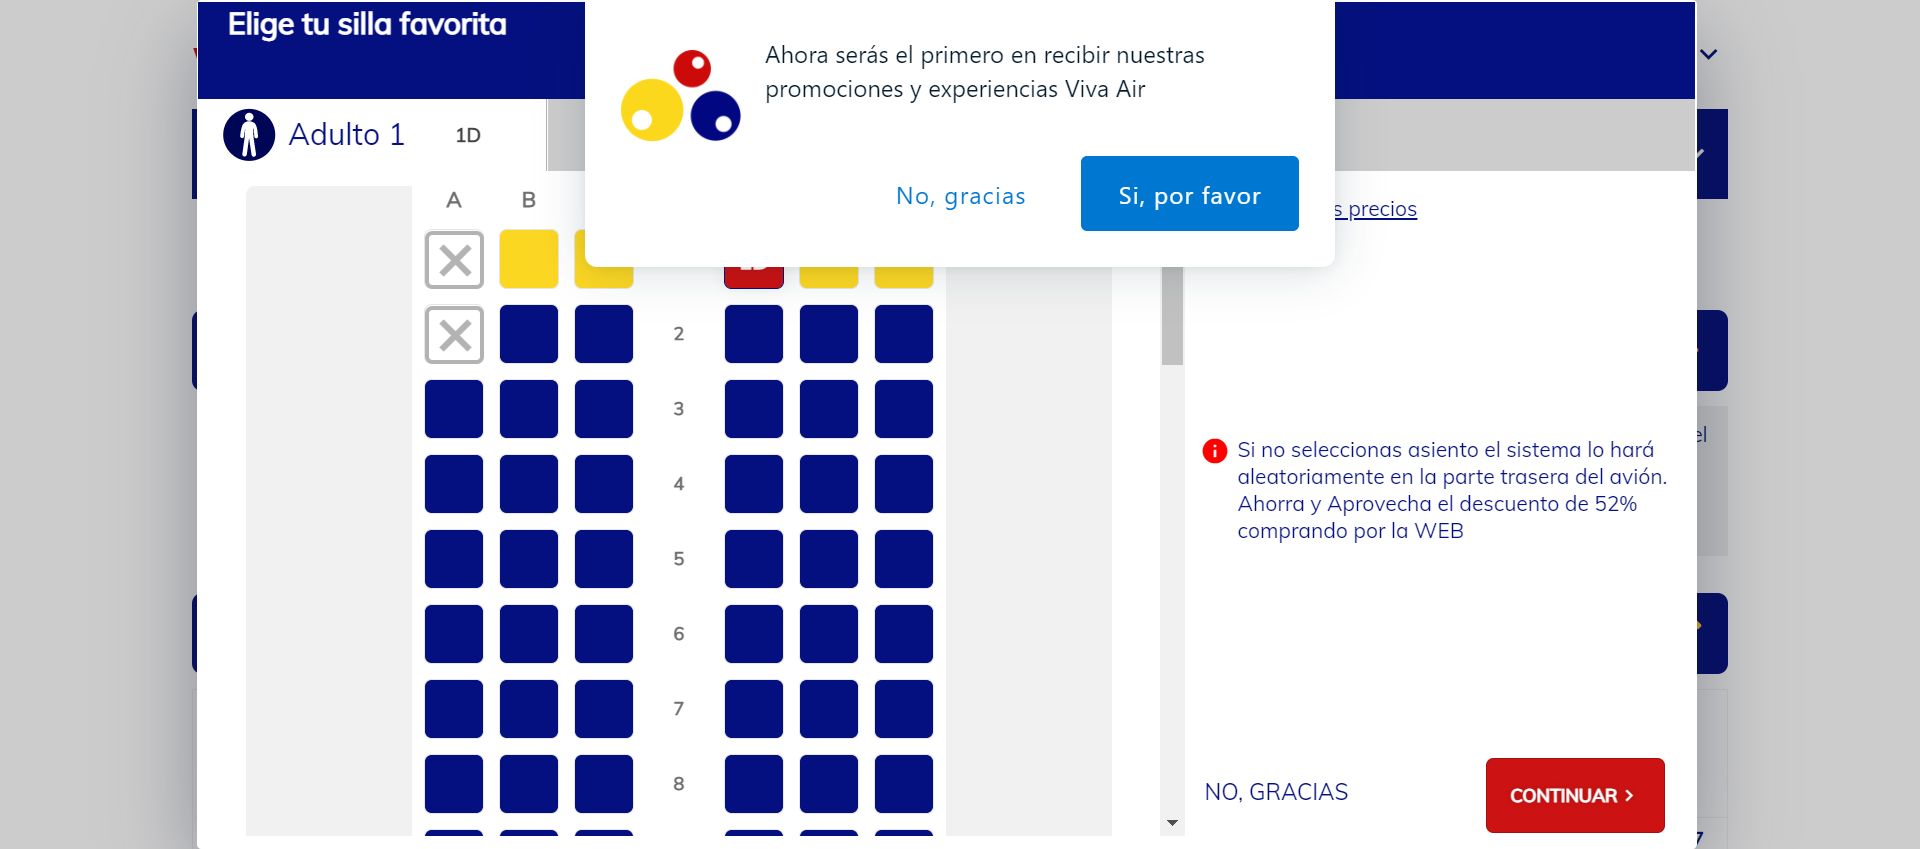 Elige tu silla favorita
Ahora serás el primero en recibir nuestras
promociones y experiencias Viva Air
No, gracias
Si, por favor
Adulto 1
1D
A B
s precios
2
3
4
5
6
7
8
Si no seleccionas asiento el sistema lo hará
aleatoriamente en la parte trasera del avión.
Ahorra y Aprovecha el descuento de 52%
comprando por la WEB
el
NO, GRACIAS
CONTINUAR
7